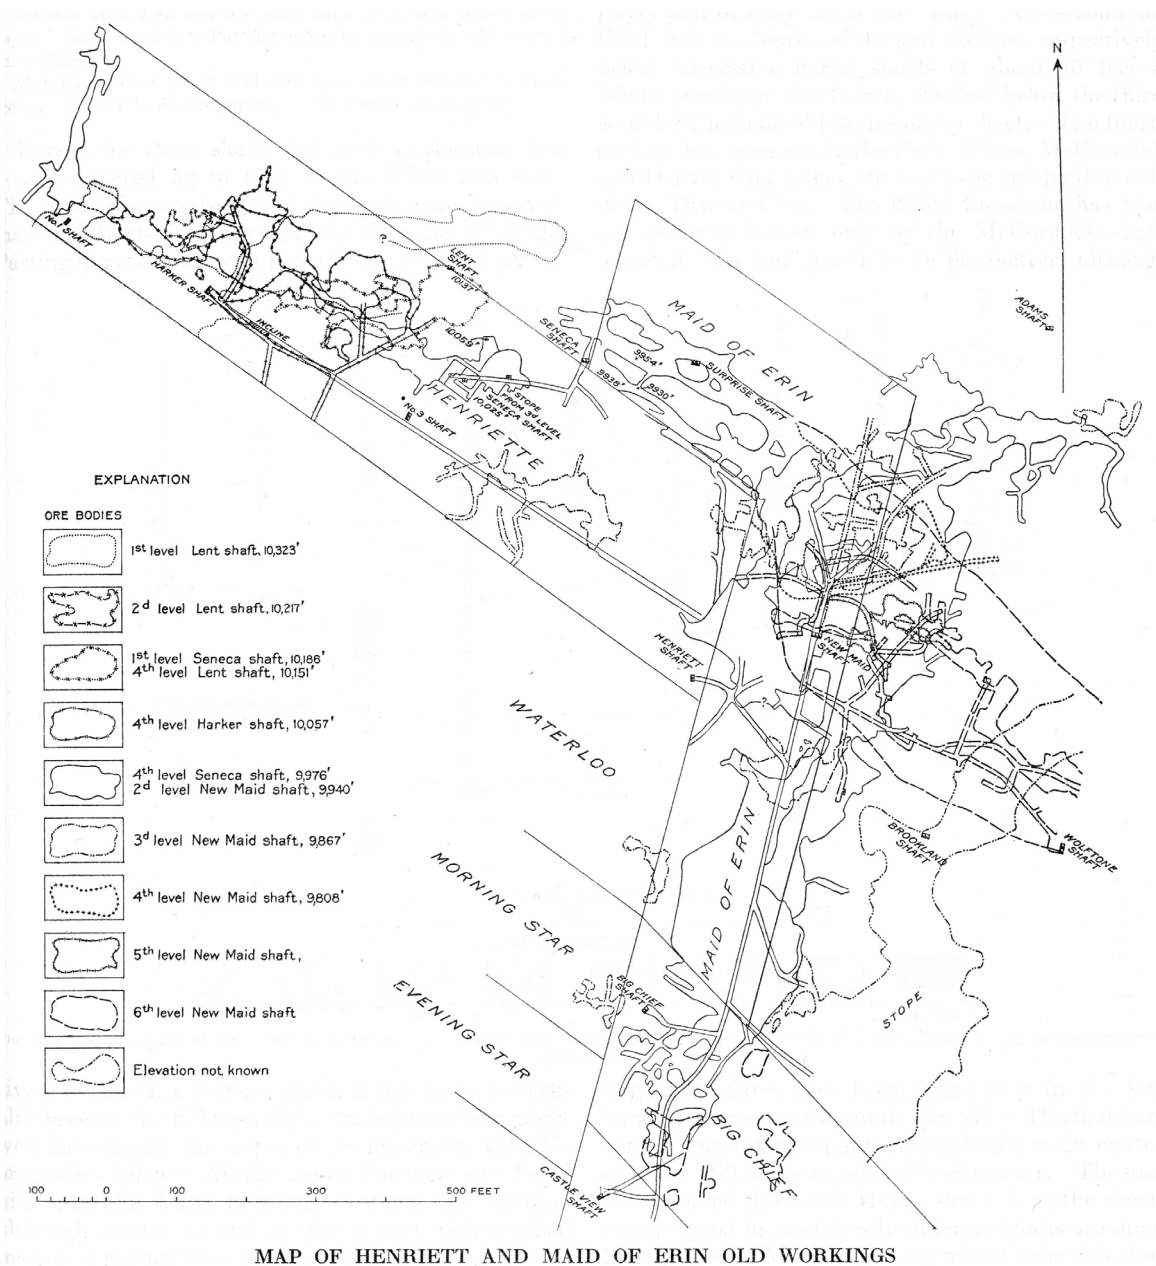 N
No.1 SHAFT
HARKER SHAFT
INCLINE
?
LENT
SHAFT
10137
10059'
SENECA
SHAFT
MAID OF ERIN
9954'
SURPRISE SHAFT
9938'
9930'
ADAMS
SHAFT
STOPE
FROM 3d LEVEL
SENECA SHAFT
10,025'
HENRIETTE
No.3 SHAFT
EXPLANATION
ORE BODIES
1st level Lent shaft, 10,323'
2d level Lent shaft, 10,217'
1st level Seneca shaft, 10,186'
4th level Lent shaft, 10,151'
4th level Harker shaft, 10,057'
4th level Seneca shaft, 9,976'
2d level New Maid shaft, 9,940'
3d level New Maid shaft, 9,867'
4th level New Maid shaft, 9,808'
5th level New Maid shaft,
6th level New Maid shaft
Elevation not known
HENRIETT
SHAFT
NEW MAID
SHAFT
?
WATERLOO
MAID OF ERIN
BROOKLAND
SHAFT
WOLFTONE
SHAFT
MORNING STAR
EVENING STAR
BIG CHIEF
SHAFT
STOPE
BIG CHIEF
CASTLE VIEW
SHAFT
100 0 100 300 500 FEET
MAP OF HENRIETT AND MAID OF ERIN OLD WORKINGS